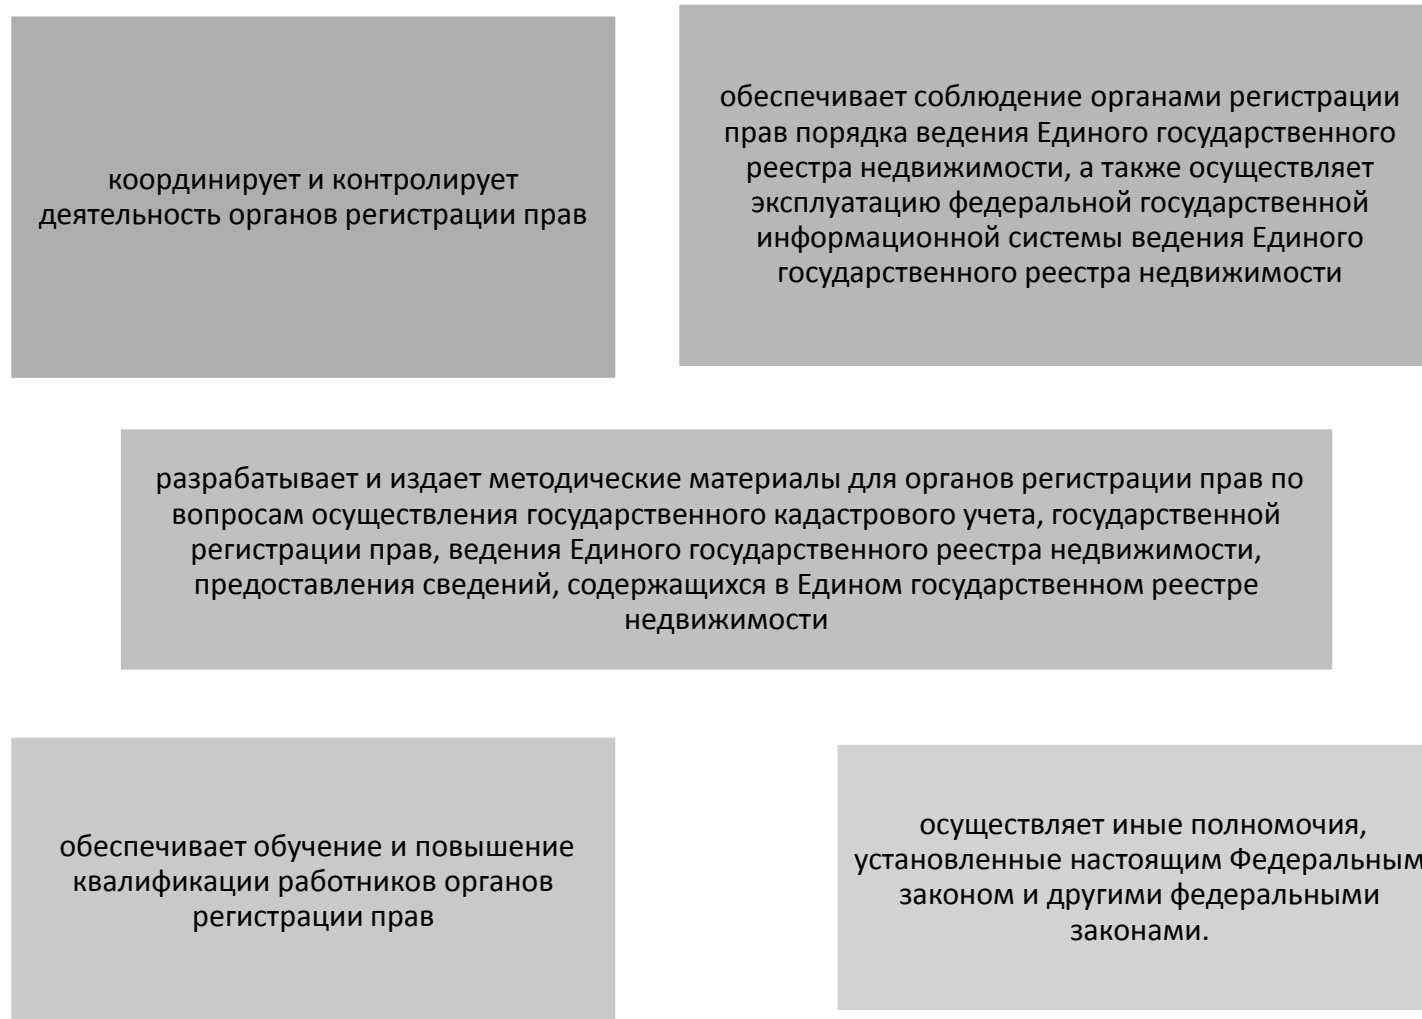 координирует и контролирует
деятельность органов регистрации прав
обеспечивает соблюдение органами регистрации
прав порядка ведения Единого государственного
реестра недвижимости, а также осуществляет
эксплуатацию федеральной государственной
информационной системы ведения Единого
государственного реестра недвижимости
разрабатывает и издает методические материалы для органов регистрации прав по
вопросам осуществления государственного кадастрового учета, государственной
регистрации прав, ведения Единого государственного реестра недвижимости,
предоставления сведений, содержащихся в Едином государственном реестре
недвижимости
обеспечивает обучение и повышение
квалификации работников органов
регистрации прав
осуществляет иные полномочия,
установленные настоящим Федеральным
законом и другими федеральными
законами.